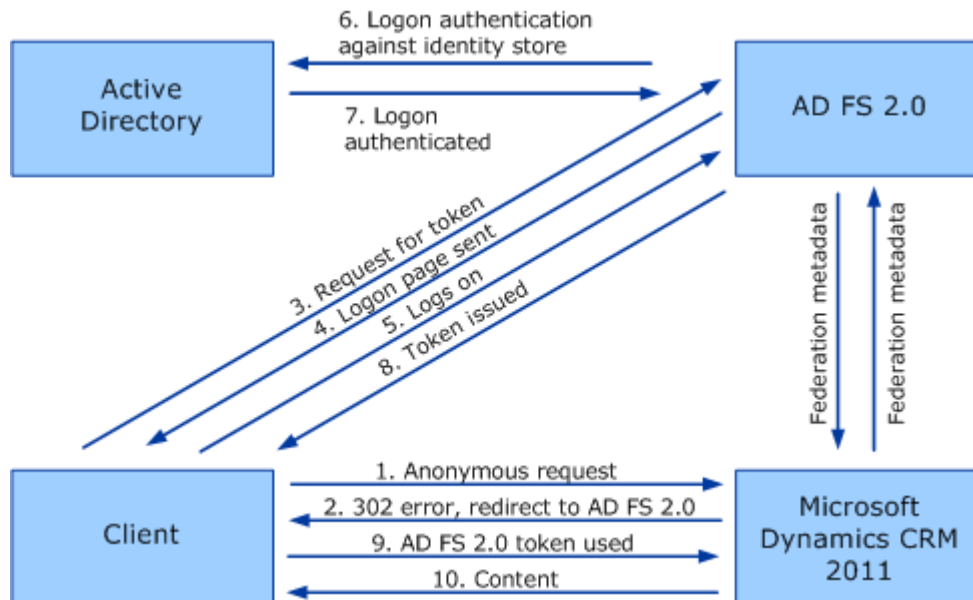 6. Logon authentication
against identity store
Active
Directory
AD FS 2.0
7. Logon
authenticated
3. Request for token
4. Logon page sent
5. Logs on
8. Token issued
Federation metadata
Federation metadata
1. Anonymous request
2. 302 error, redirect to AD FS 2.0
Client
9. AD FS 2.0 token used
10. Content
Microsoft
Dynamics CRM
2011